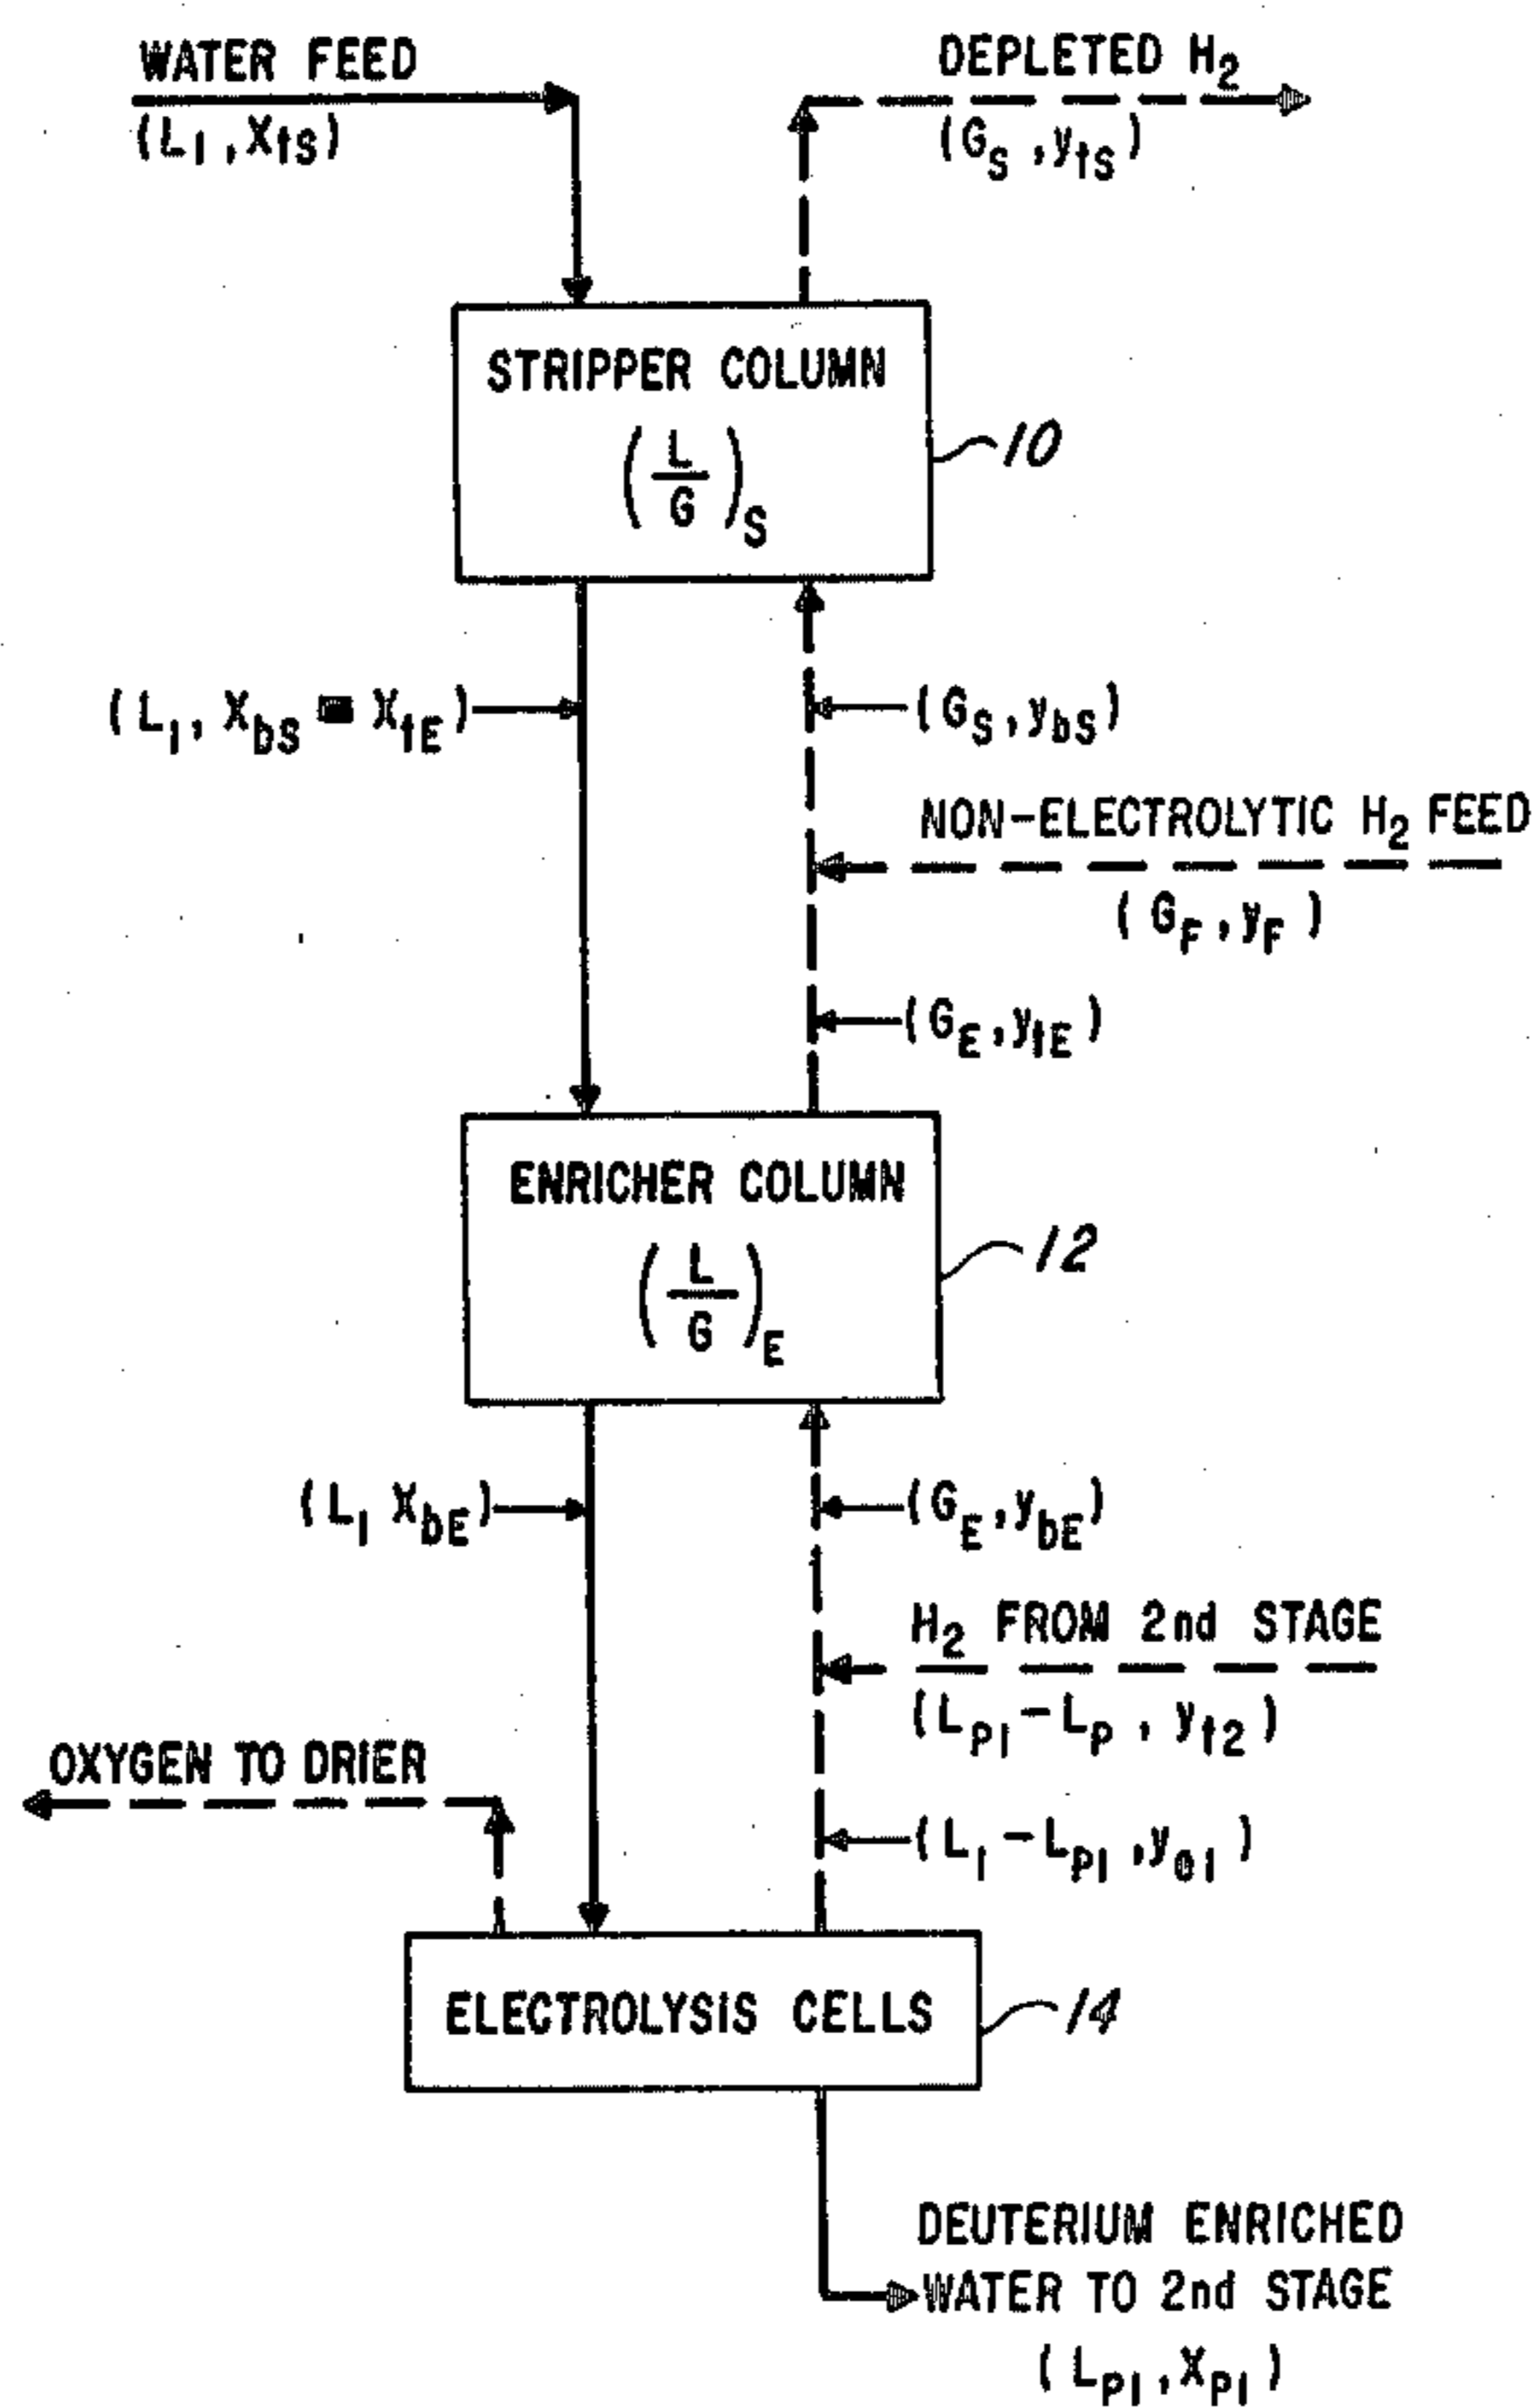 WATER FEED
(L1, XtS)
DEPLETED H2
(GS, ytS)
STRIPPER COLUMN
(L/G)S
10
(L1, XbS = XtE)
(GS, ybS)
NON-ELECTROLYTIC H2 FEED
(GF, yF)
(GE, ytE)
ENRICHER COLUMN
(L/G)E
12
(L1 XbE)
(GE, ybE)
H2 FROM 2nd STAGE
(LP1-LP, yt2)
OXYGEN TO DRIER
(L1-LP1, ye1)
ELECTROLYSIS CELLS
14
DEUTERIUM ENRICHED
WATER TO 2nd STAGE
(LP1, XP1)